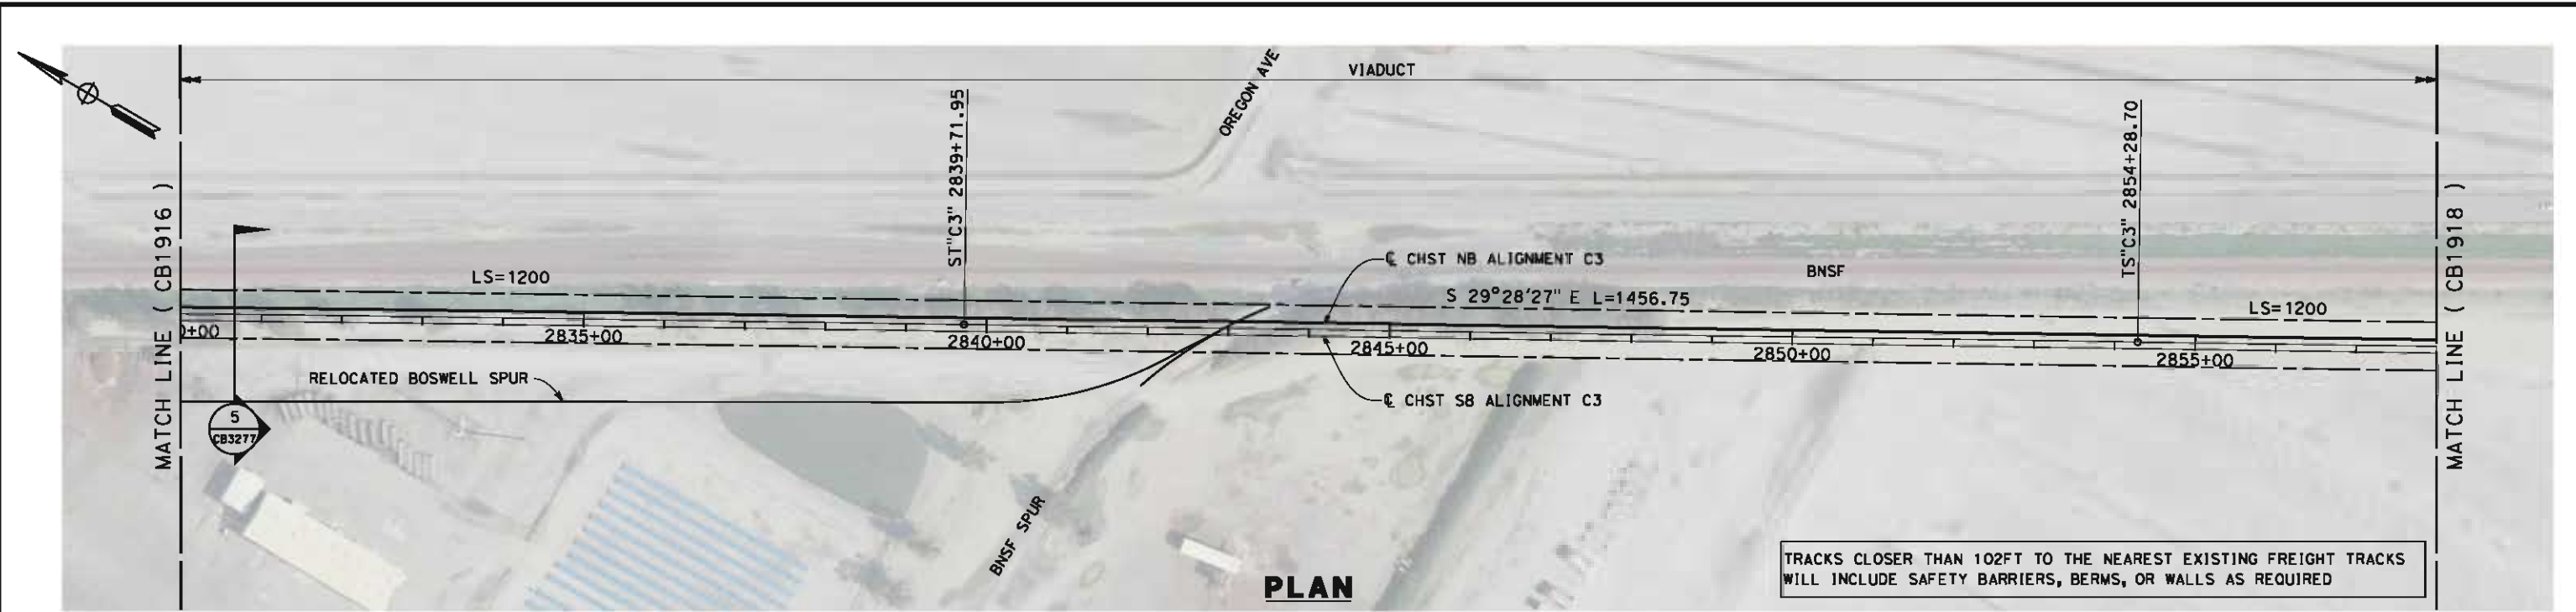 VIADUCT
OREGON AVE
ST"C3" 2839+71.95
TS"C3" 2854+28.70
MATCH LINE ( CB1916 )
MATCH LINE ( CB1918 )
℄ CHST NB ALIGNMENT C3
BNSF
LS=1200
S 29°28'27" E L=1456.75
LS=1200
0+00
2835+00
2840+00
2845+00
2850+00
2855+00
RELOCATED BOSWELL SPUR
℄ CHST SB ALIGNMENT C3
5
CB3277
BNSF SPUR
TRACKS CLOSER THAN 102FT TO THE NEAREST EXISTING FREIGHT TRACKS
WILL INCLUDE SAFETY BARRIERS, BERMS, OR WALLS AS REQUIRED
PLAN